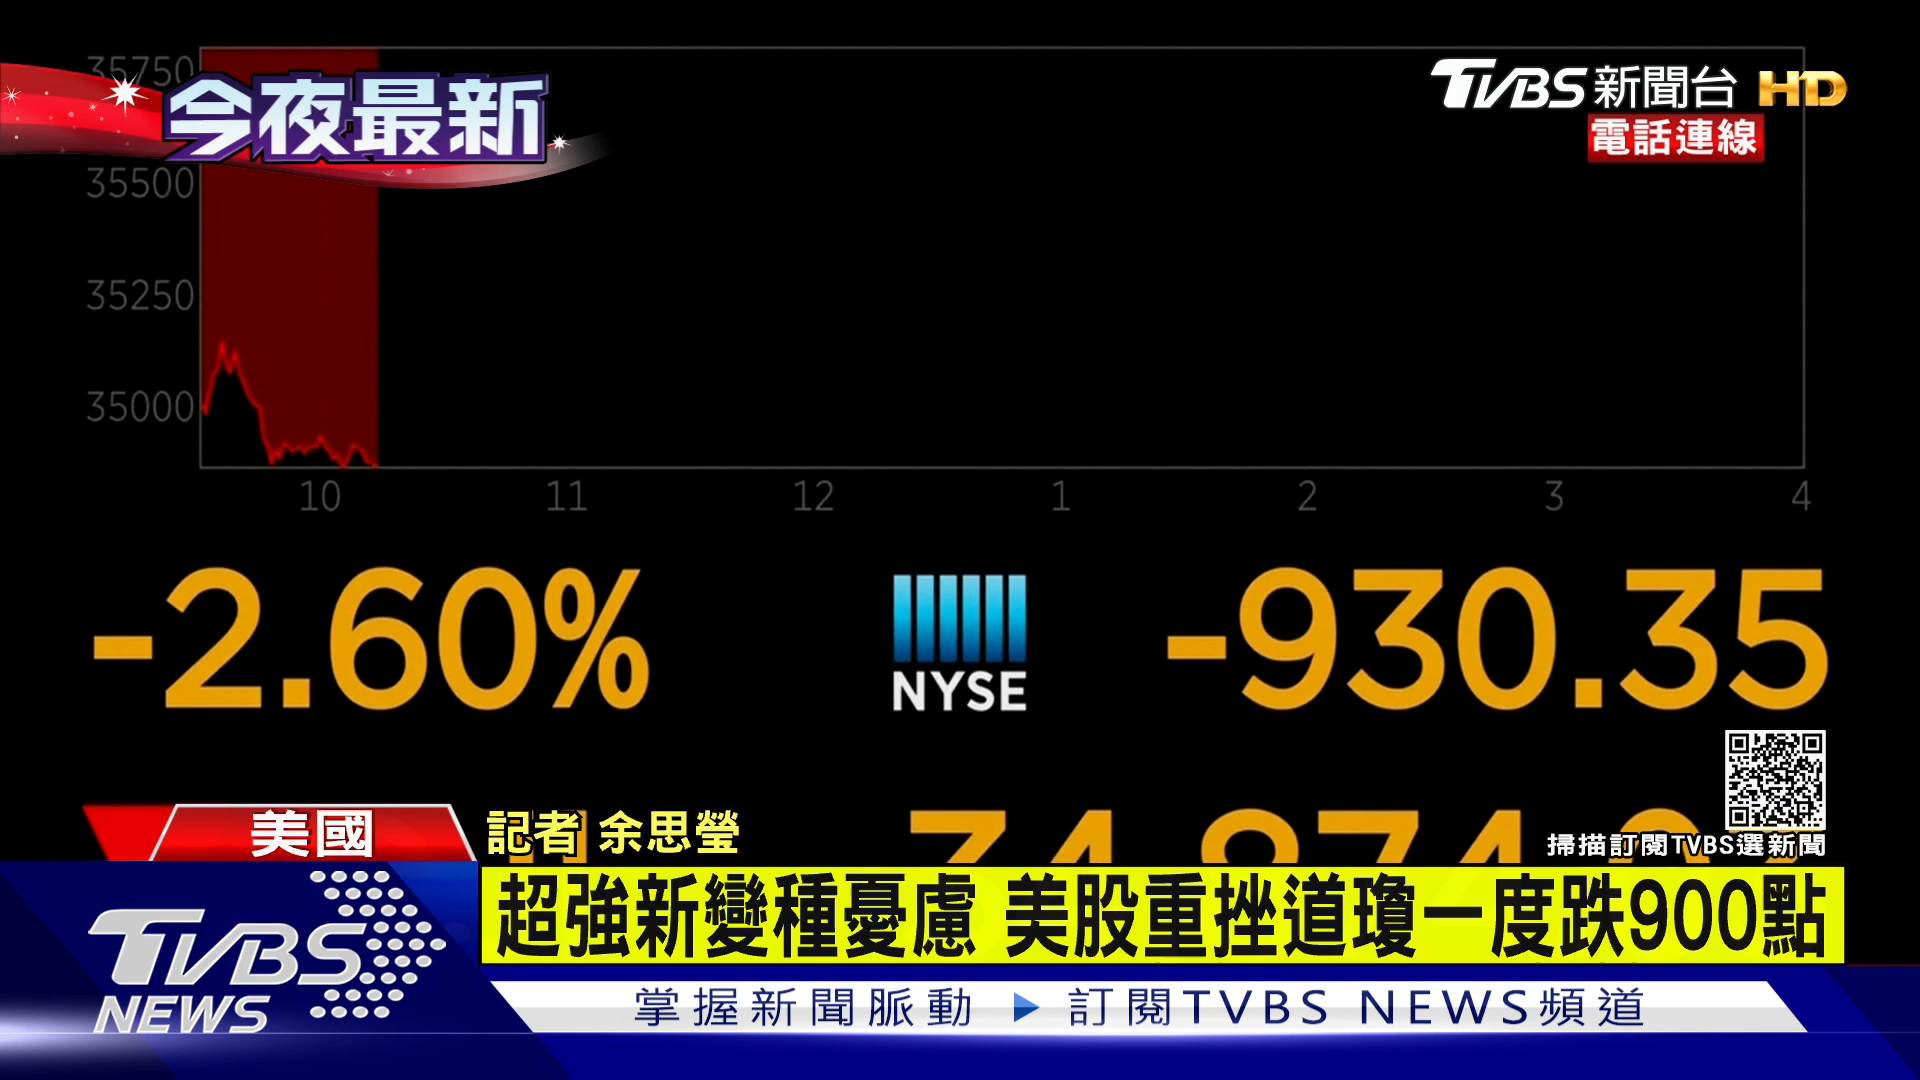 35750
今夜最新
TVBS新聞台 HD
電話連線
35500
35250
35000
10 11 12 1 2 3 4
-2.60%
NYSE
-930.35
美國
記者 余思瑩
掃描訂閱TVBS選新聞
超強新變種憂慮 美股重挫道瓊一度跌900點
TVBS
NEWS
掌握新聞脈動 ▶ 訂閱TVBS NEWS頻道